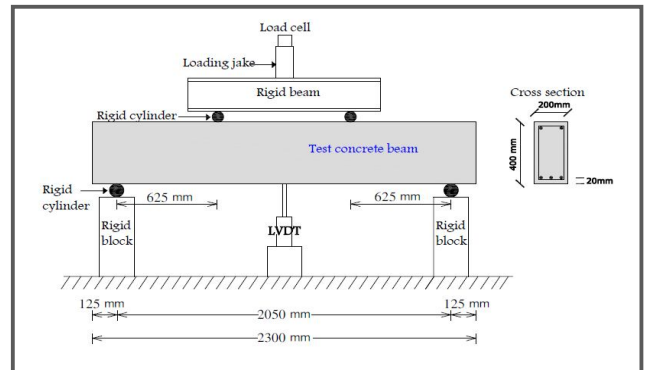 Load cell
Loading jake
Rigid beam
Cross section
200mm
Rigid cylinder
400 mm
Test concrete beam
20mm
Rigid
cylinder
625 mm
625 mm
Rigid
block
LVDT
Rigid
block
125 mm
2050 mm
125 mm
2300 mm